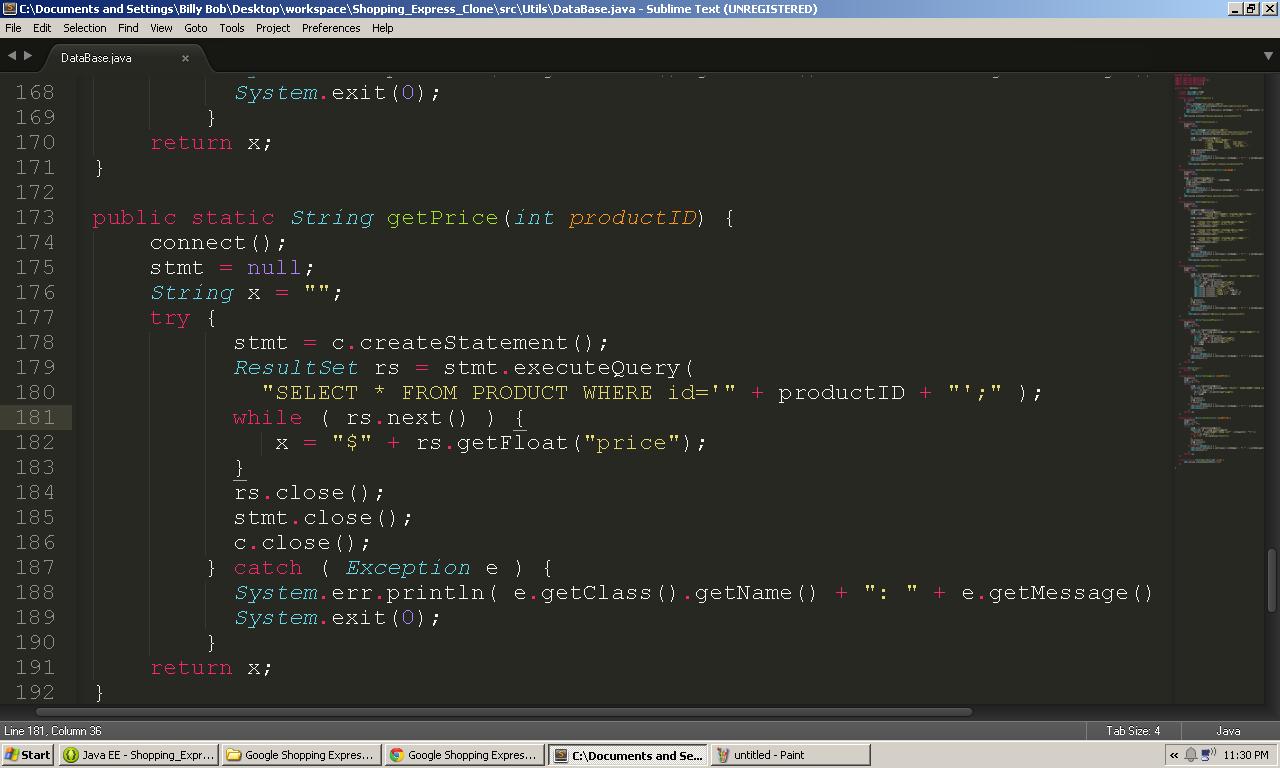 C:\Documents and Settings\Billy Bob\Desktop\workspace\Shopping_Express_Clone\src\Utils\DataBase.java - Sublime Text (UNREGISTERED)
File Edit Selection Find View Goto Tools Project Preferences Help
DataBase.java
168 System.exit(0);
169 }
170 return x;
171 }
172
173 public static String getPrice(int productID) {
174 connect();
175 stmt = null;
176 String x = "";
177 try {
178 stmt = c.createStatement();
179 ResultSet rs = stmt.executeQuery(
180 "SELECT * ROOM PRODUCT WHERE id='" + productID + "';" );
181 while rs.next()
182 x = "$" + rs.getFloat("price");
183 }
184 rs.close();
185 stmt.close();
186 c.close();
187 } catch ( Exception e ) {
188 System.err.println( e.getClass().getName() + ": " + e.getMessage()
189 System.exit(0);
190 }
191 return x;
192 }
Line 181, Column 36 Tab Size: 4 Java
Start Java EE - Shopping_Expr... Google Shopping Expres... Google Shopping Expres... C:\Documents and Se... untitled - Paint « 11:30 PM